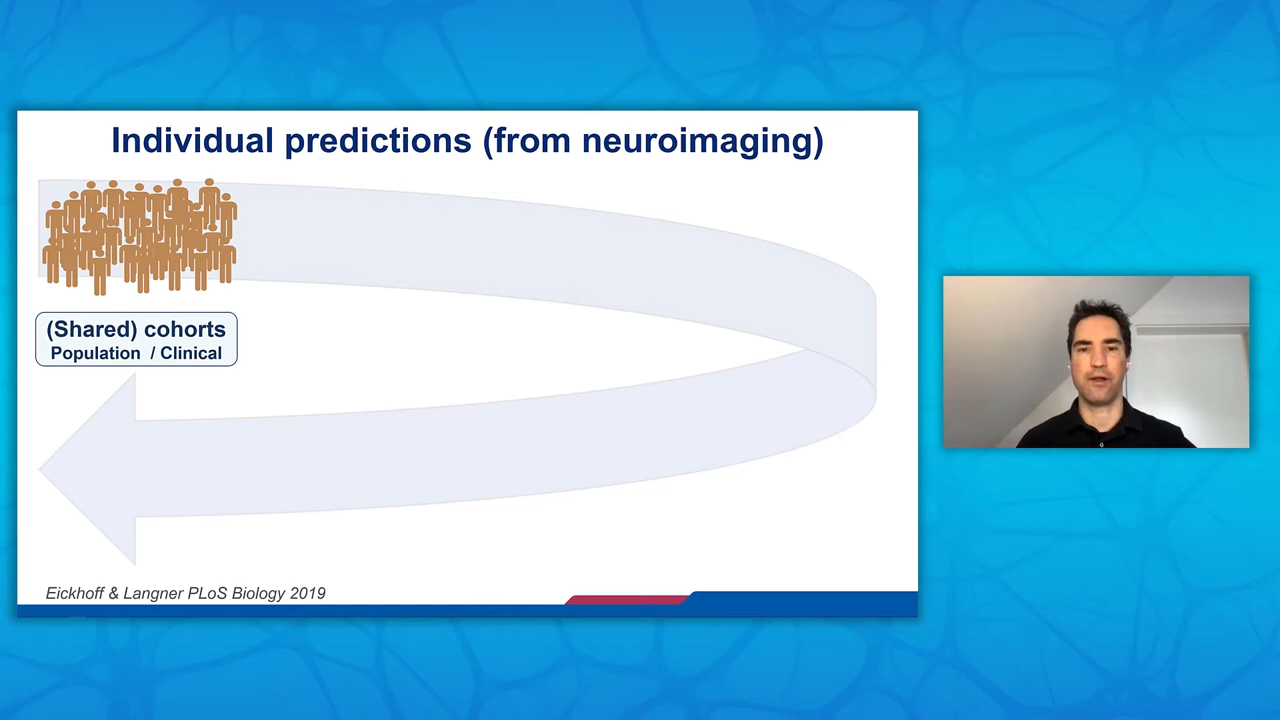 Individual predictions (from neuroimaging)
(Shared) cohorts
Population / Clinical
Eickhoff & Langner PLoS Biology 2019